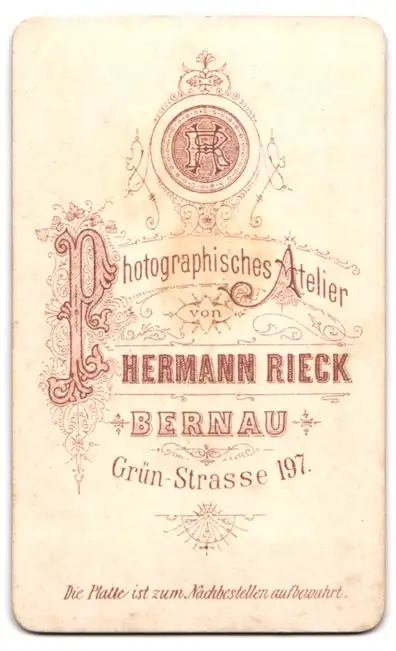 HR
Photographisches Atelier
von
HERMANN RIECK
BERNAU
Grün-Strasse 197.
Die Platte ist zum Nachbestellen aufbewahrt.